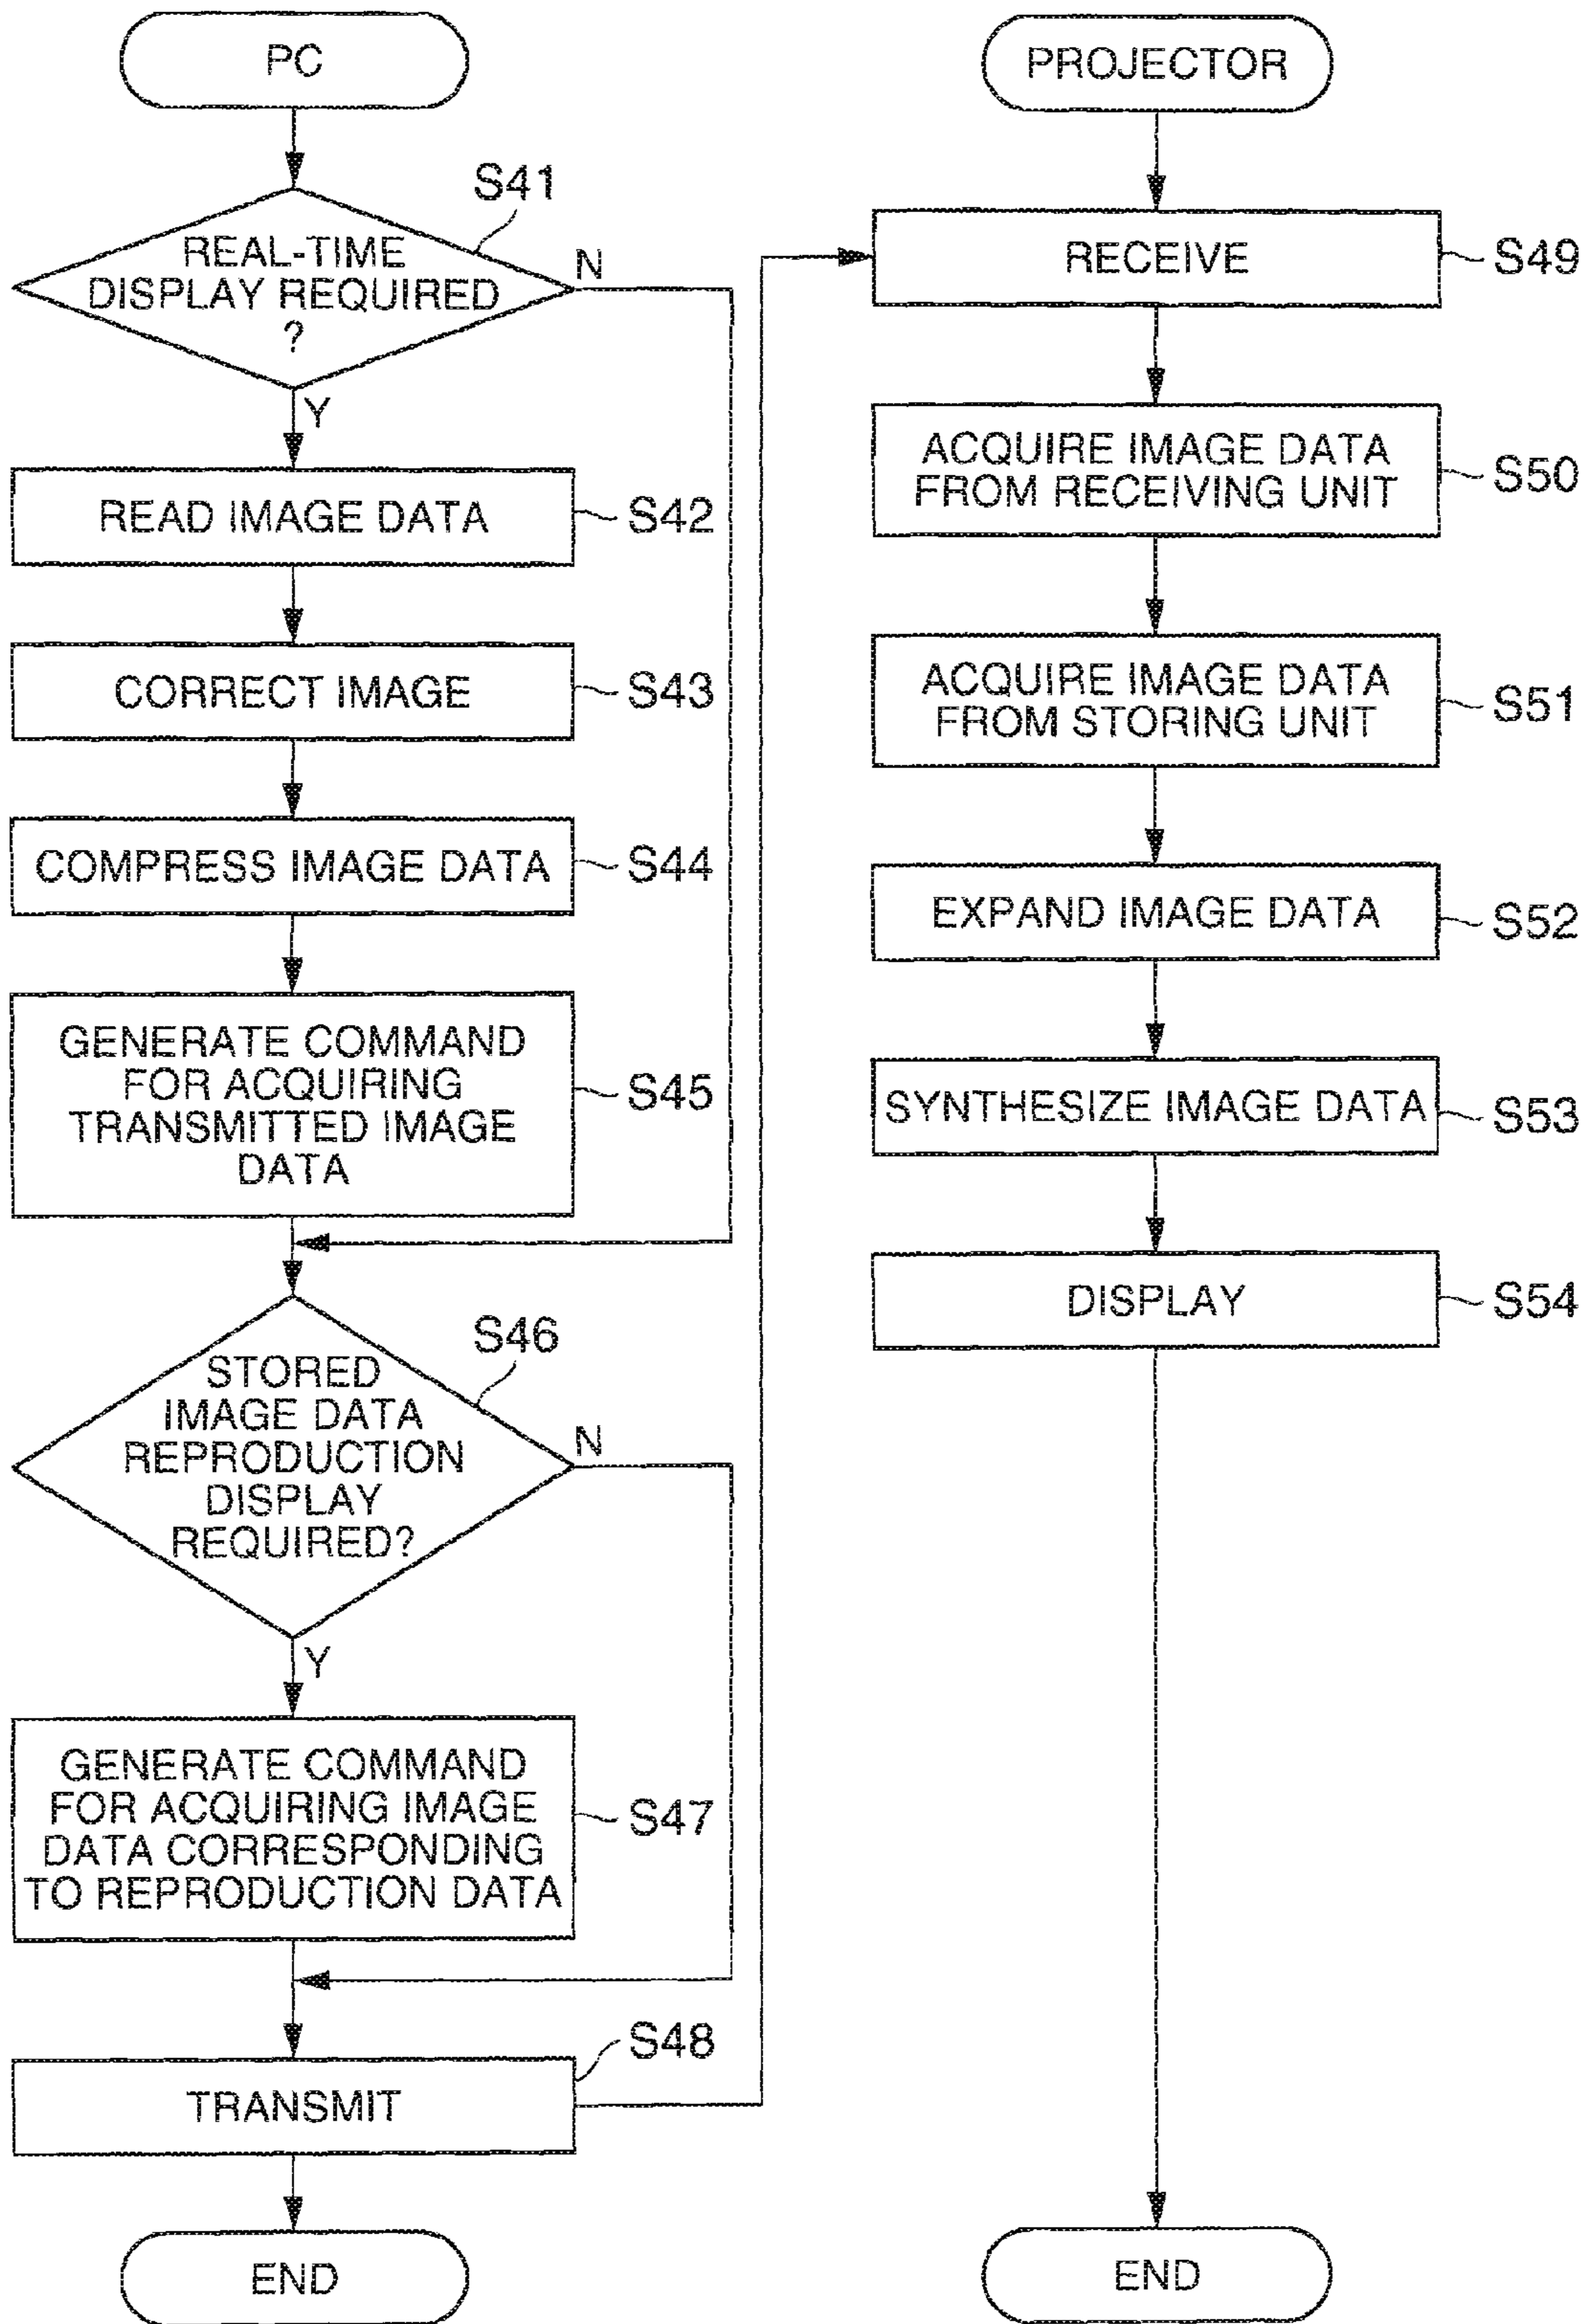 PC
S41
REAL-TIME
DISPLAY REQUIRED
?
N
Y
READ IMAGE DATA
S42
CORRECT IMAGE
S43
COMPRESS IMAGE DATA
S44
GENERATE COMMAND
FOR ACQUIRING
TRANSMITTED IMAGE
DATA
S45
S46
STORED
IMAGE DATA
REPRODUCTION
DISPLAY
REQUIRED?
N
Y
GENERATE COMMAND
FOR ACQUIRING IMAGE
DATA CORRESPONDING
TO REPRODUCTION DATA
S47
S48
TRANSMIT
END
PROJECTOR
RECEIVE
S49
ACQUIRE IMAGE DATA
FROM RECEIVING UNIT
S50
ACQUIRE IMAGE DATA
FROM STORING UNIT
S51
EXPAND IMAGE DATA
S52
SYNTHESIZE IMAGE DATA
S53
DISPLAY
S54
END